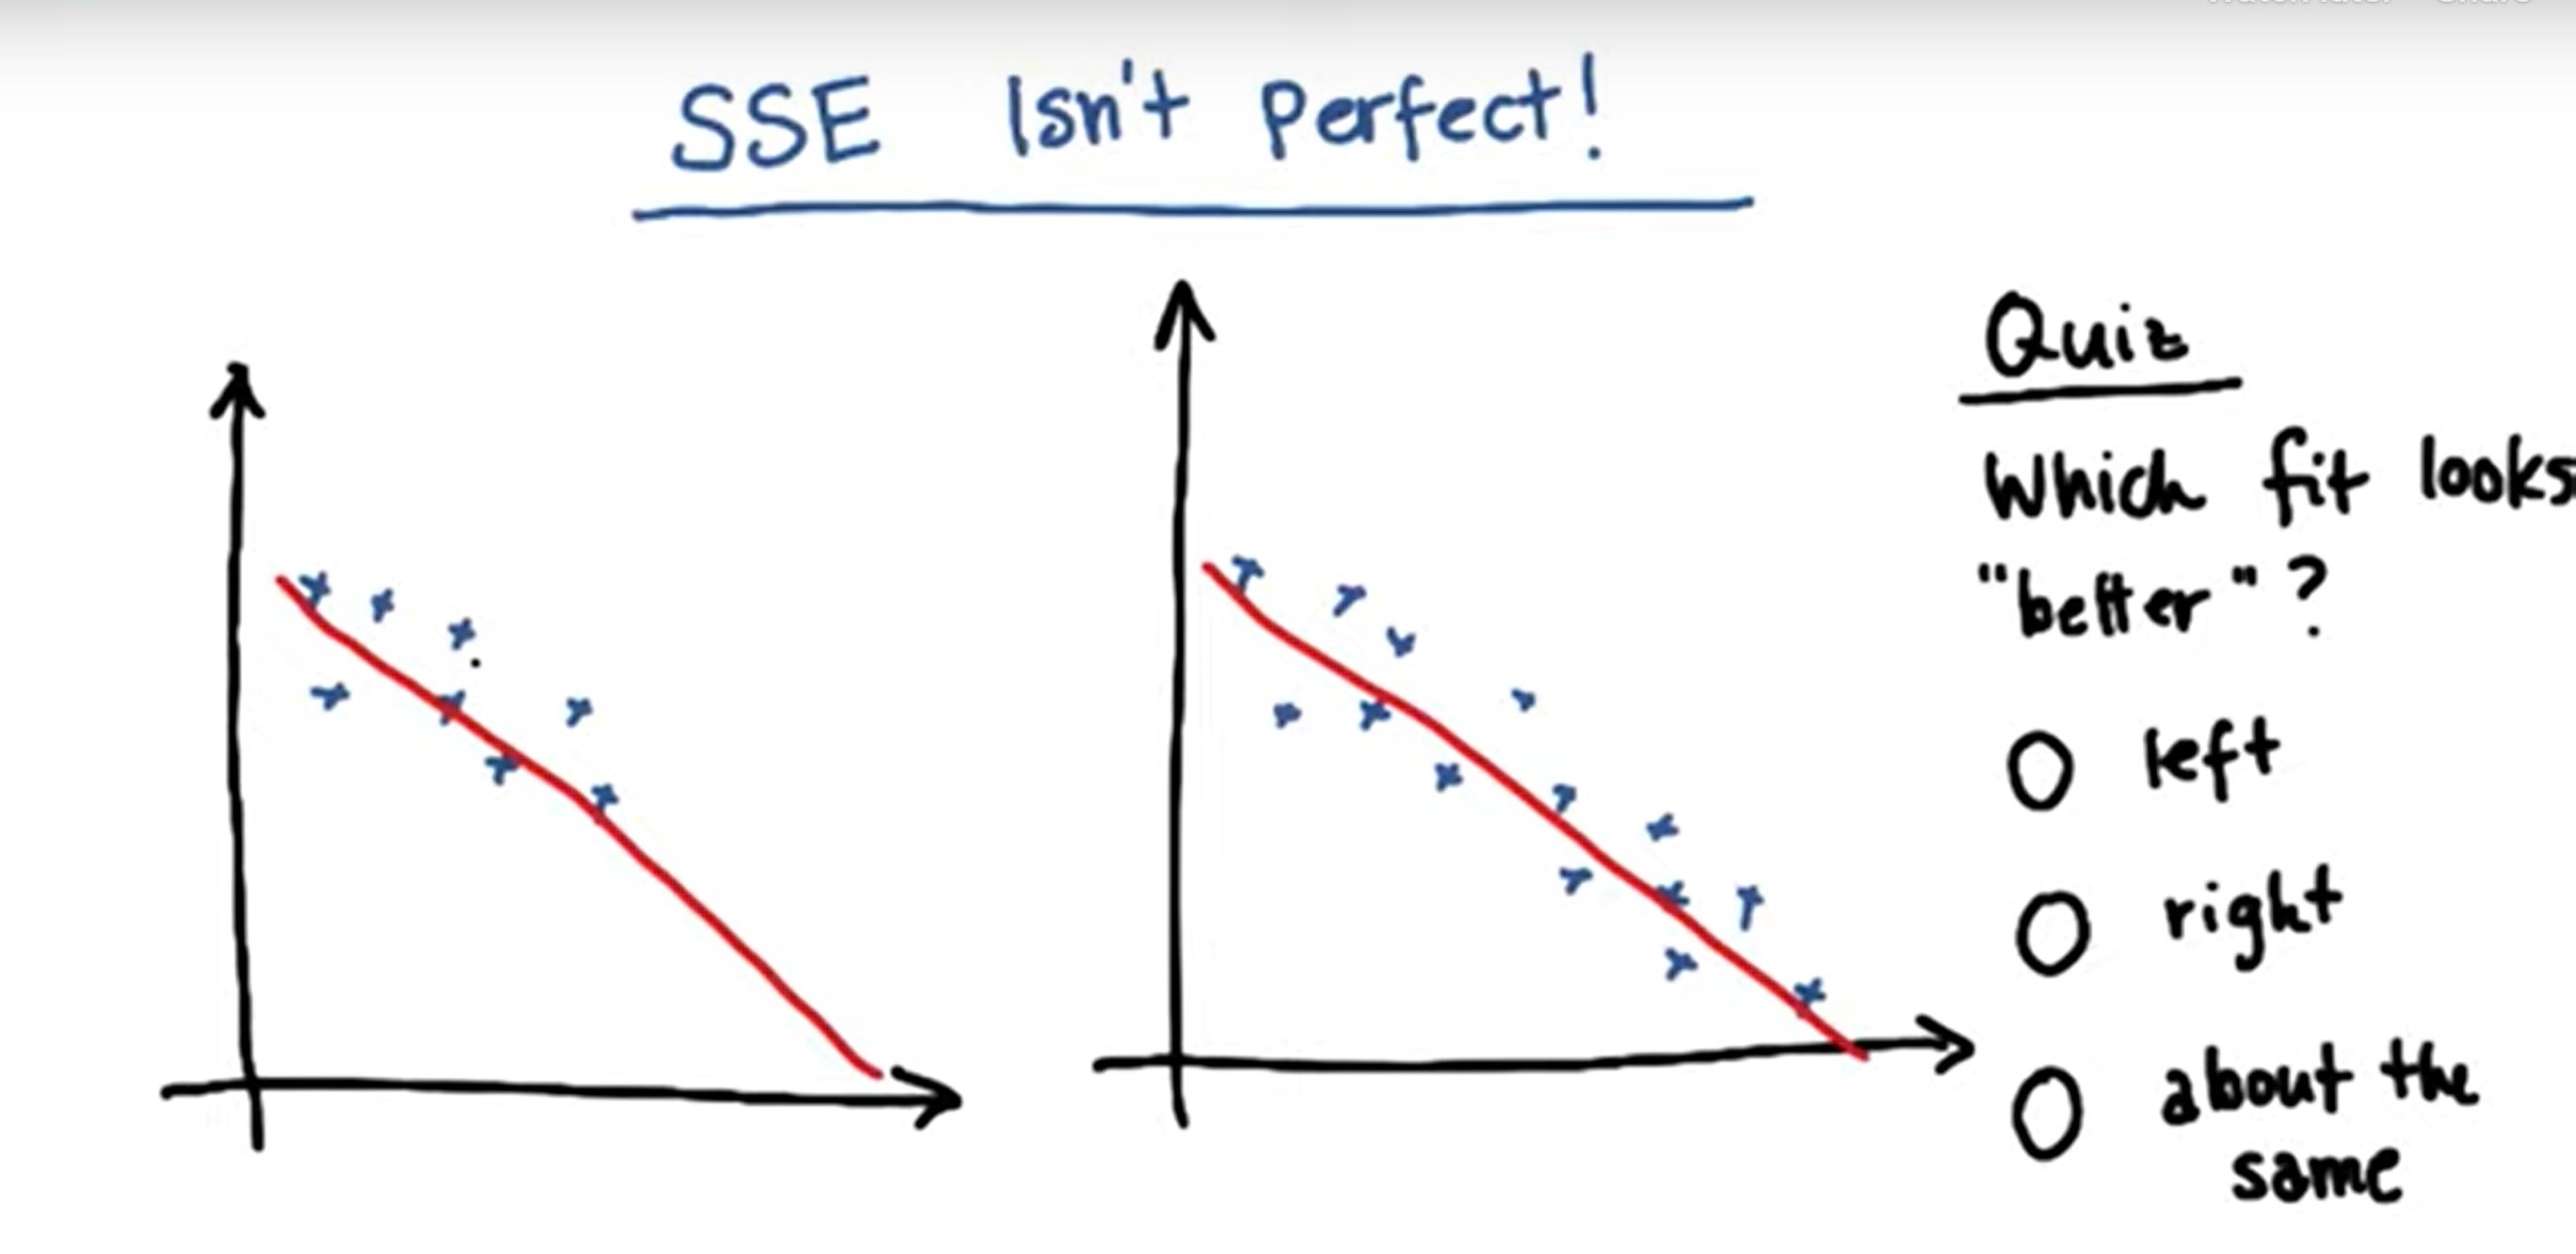 SSE Isn't Perfect!
Quiz
Which fit looks
"better"?
left
right
about the
same